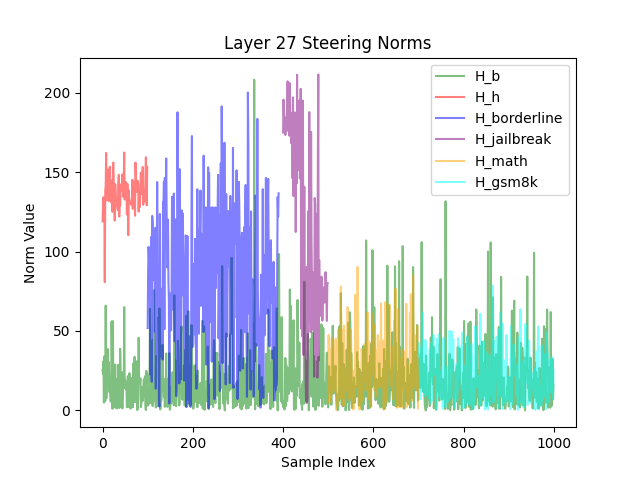 Layer 27 Steering Norms
H_b
H_h
H_borderline
H_jailbreak
H_math
H_gsm8k
Norm Value
200
150
100
50
0
0 200 400 600 800 1000
Sample Index